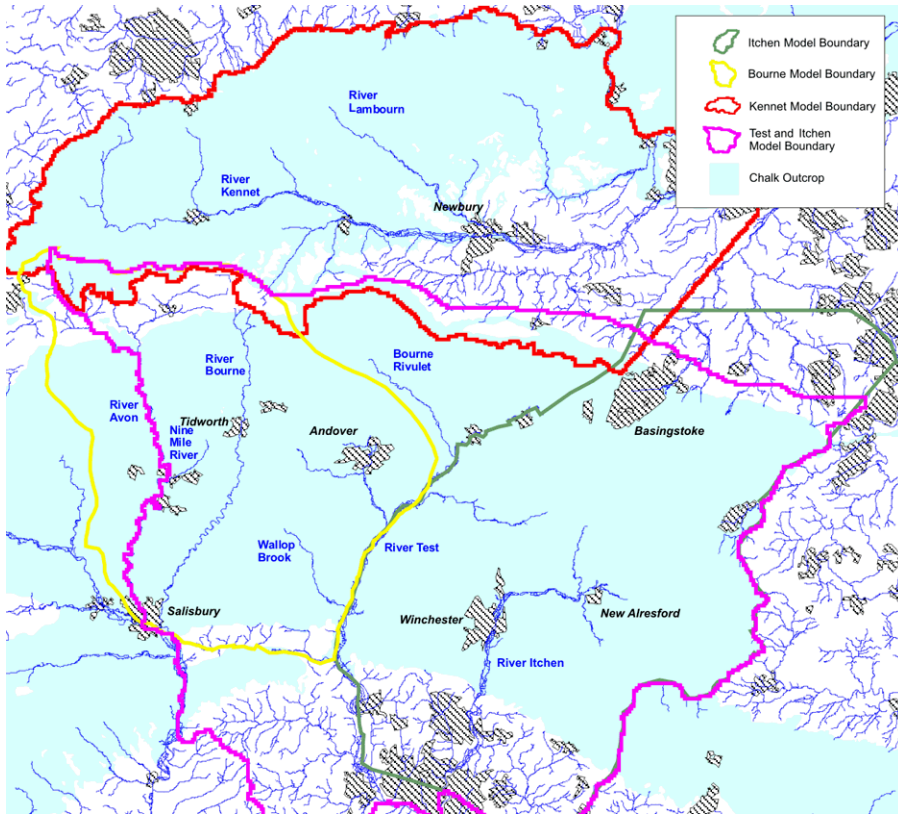 Itchen Model Boundary
Bourne Model Boundary
Kennet Model Boundary
Test and Itchen
Model Boundary
Chalk Outcrop
River
Lambourn
River
Kennet
Newbury
River
Bourne
Bourne
Rivulet
River
Avon
Tidworth
Nine
Mile
River
Andover
Basingstoke
Wallop
Brook
River Test
Salisbury
Winchester
New Alresford
River Itchen